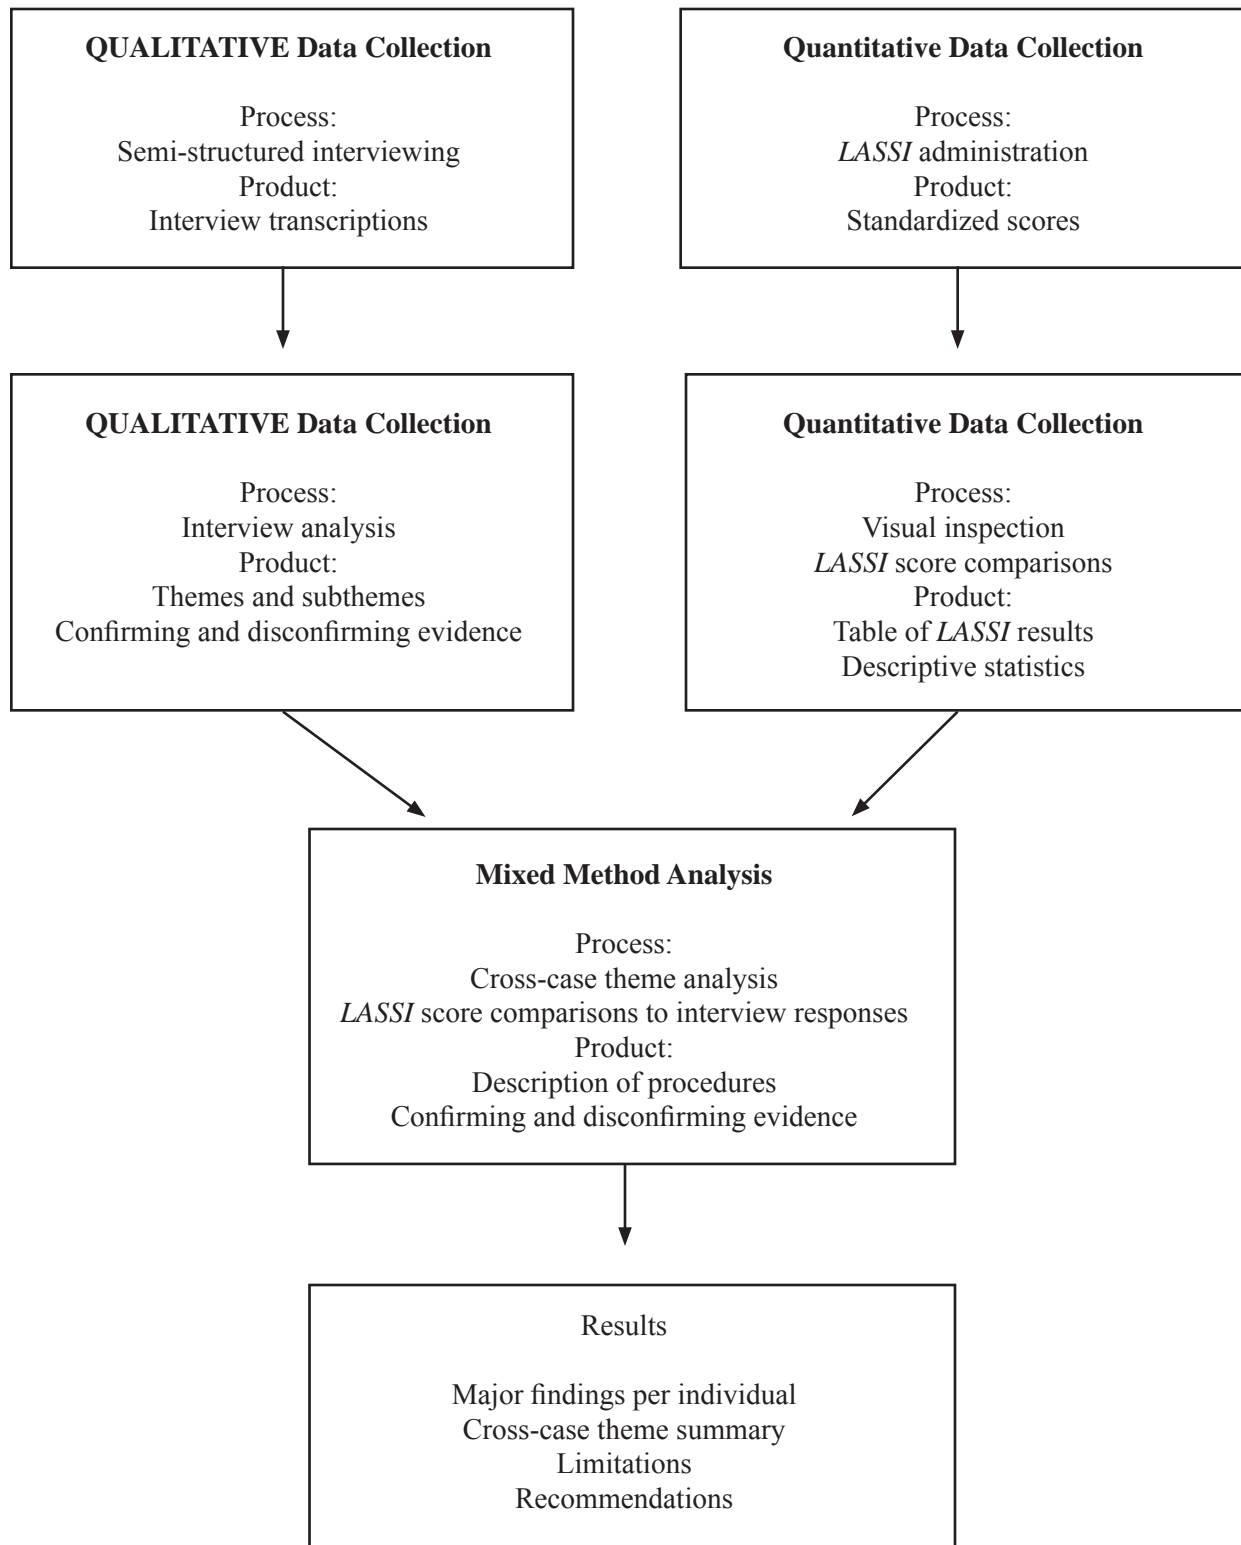 QUALITATIVE Data Collection
Process:
Semi-structured interviewing
Product:
Interview transcriptions
Quantitative Data Collection
Process:
LASSI administration
Product:
Standardized scores
QUALITATIVE Data Collection
Process:
Interview analysis
Product:
Themes and subthemes
Confirming and disconfirming evidence
Quantitative Data Collection
Process:
Visual inspection
LASSI score comparisons
Product:
Table of LASSI results
Descriptive statistics
Mixed Method Analysis
Process:
Cross-case theme analysis
LASSI score comparisons to interview responses
Product:
Description of procedures
Confirming and disconfirming evidence
Results
Major findings per individual
Cross-case theme summary
Limitations
Recommendations